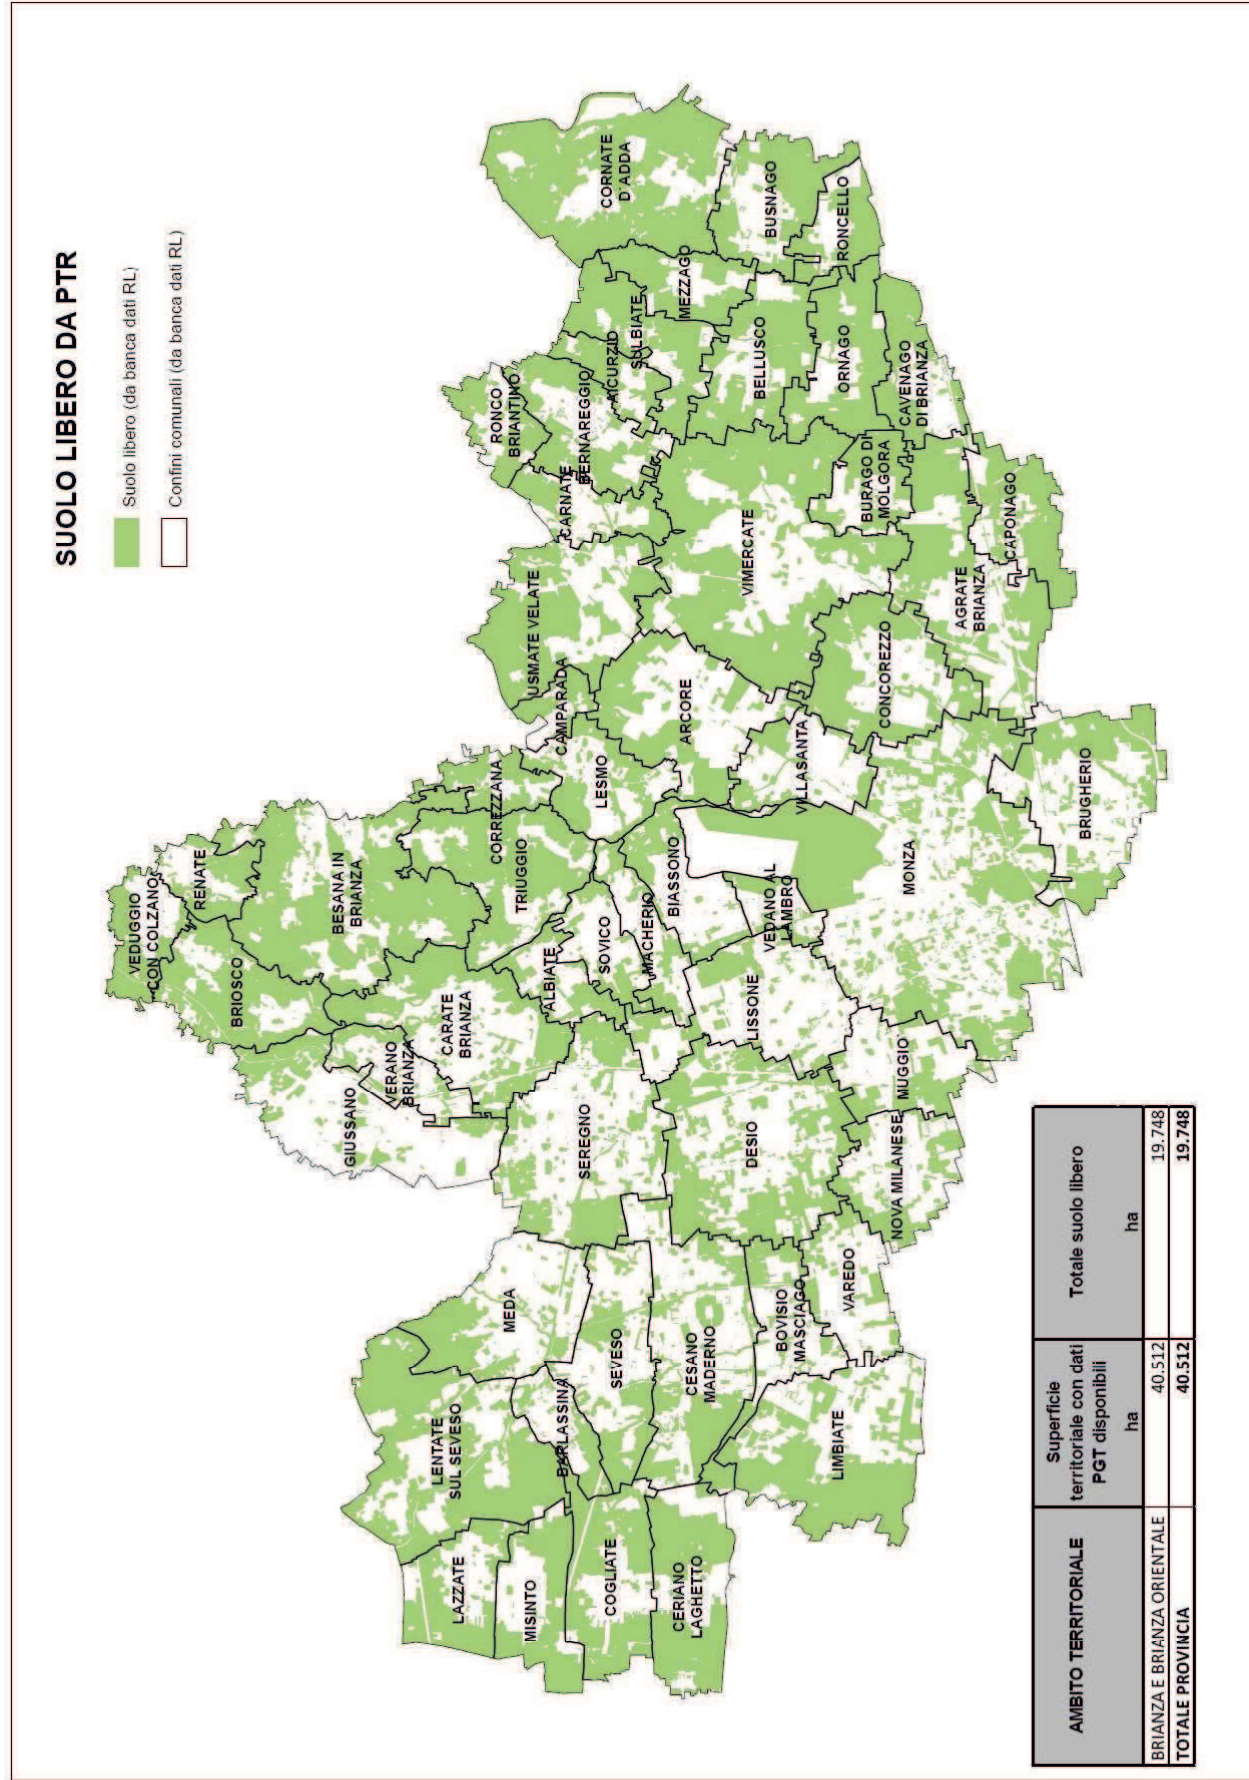 SUOLO LIBERO DA PTR
Suolo libero (da banca dati RL)
Confini comunali (da banca dati RL)
VEDUGGIO
CON COLZANO
RENATE
BRIOSCO
BESANA IN
BRIANZA
GIUSSANO
VERANO
BRIANZA
CARATE
BRIANZA
TRIUGGIO
CORREZZANA
ALBIATE
SOVICO
MACHERIO
BIASSONO
LESMO
CAMPARADA
USMATE VELATE
CARNATE
RONCO
BRIANTINO
BERNAREGGIO
AICURZIO
SULBIATE
MEZZAGO
CORNATE
D'ADDA
BUSNAGO
RONCELLO
BELLUSCO
ORNAGO
CAVENAGO
DI BRIANZA
BURAGO DI
MOLGORA
VIMERCATE
ARCORE
VILLASANTA
CONCOREZZO
AGRATE
BRIANZA
CAPONAGO
BRUGHERIO
MONZA
VEDANO AL
LAMBRO
LISSONE
MUGGIO
DESIO
SEREGNO
NOVA MILANESE
VAREDO
BOVISIO
MASCIAGO
CESANO
MADERNO
SEVESO
MEDA
BARLASSINA
LENTATE
SUL SEVESO
LAZZATE
MISINTO
COGLIATE
CERIANO
LAGHETTO
LIMBIATE
AMBITO TERRITORIALE
Superficie
territoriale con dati
PGT disponibili
ha
Totale suolo libero
ha
BRIANZA E BRIANZA ORIENTALE 40.512 19.748
TOTALE PROVINCIA 40.512 19.748